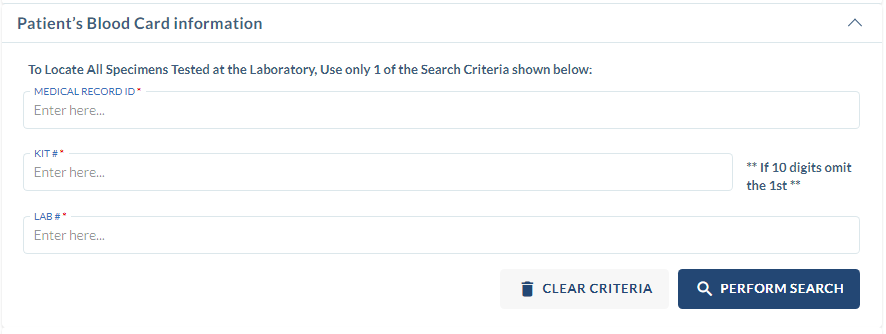 Patient's Blood Card information
To Locate All Specimens Tested at the Laboratory, Use only 1 of the Search Criteria shown below:
MEDICAL RECORD ID *
Enter here...
KIT # *
Enter here...
** If 10 digits omit
the 1st **
LAB # *
Enter here...
CLEAR CRITERIA
PERFORM SEARCH